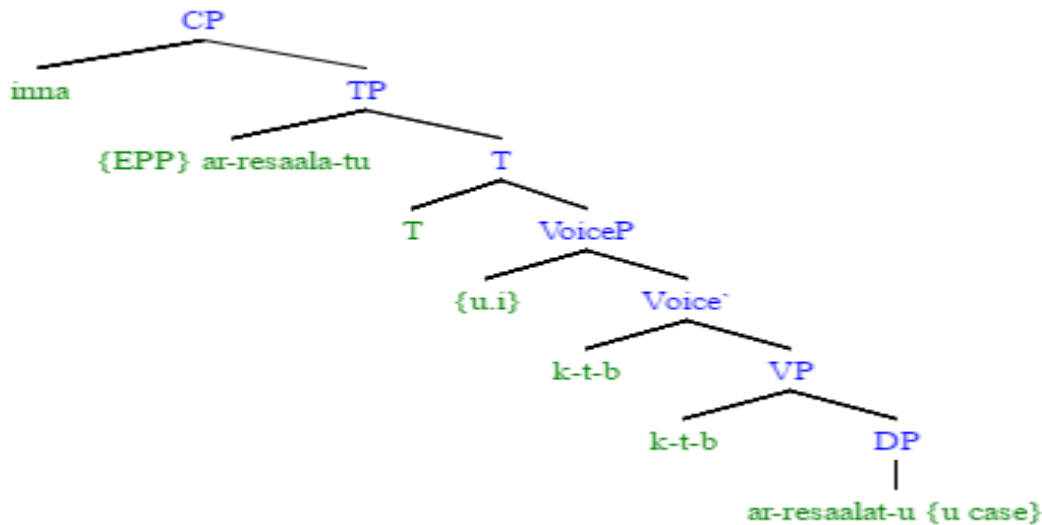 CP
inna
TP
{EPP} ar-resaala-tu
T
T
VoiceP
{u.i}
Voice`
k-t-b
VP
k-t-b
DP
ar-resaalat-u {u case}